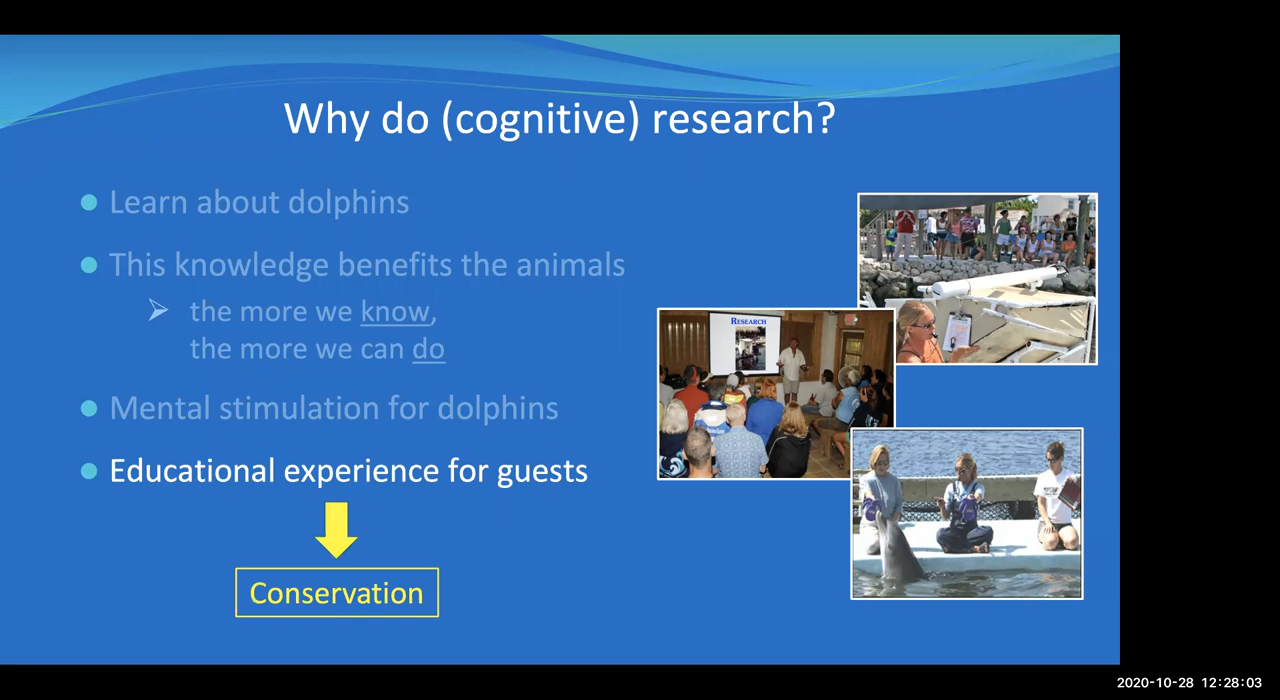 Why do (cognitive) research?
Learn about dolphins
This knowledge benefits the animals
the more we know,
the more we can do
Mental stimulation for dolphins
Educational experience for guests
Conservation
RESEARCH
2020-10-28 12:28:03